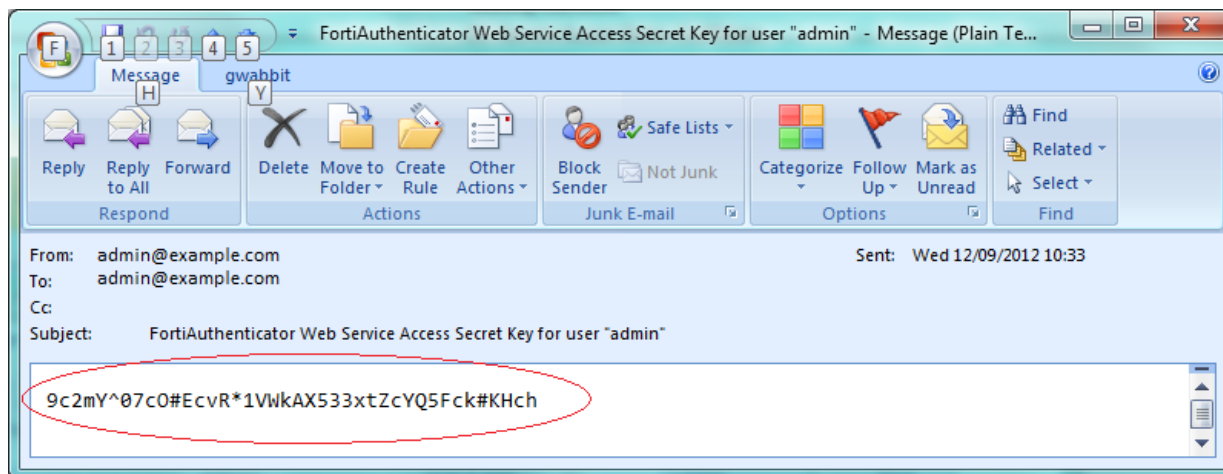 FortiAuthenticator Web Service Access Secret Key for user "admin" - Message (Plain Te...
F 1 2 3 4 5
Message gwabbit
H Y
Reply
Reply to All
Forward
Respond
Delete
Move to Folder
Create Rule
Other Actions
Actions
Block Sender
Safe Lists
Not Junk
Junk E-mail
Categorize
Follow Up
Mark as Unread
Options
Find
Related
Select
Find
From: admin@example.com
Sent: Wed 12/09/2012 10:33
To: admin@example.com
Cc:
Subject: FortiAuthenticator Web Service Access Secret Key for user "admin"
9c2mY^07cO#EcvR*1VWkAX533xtZcYQ5Fck#KHch